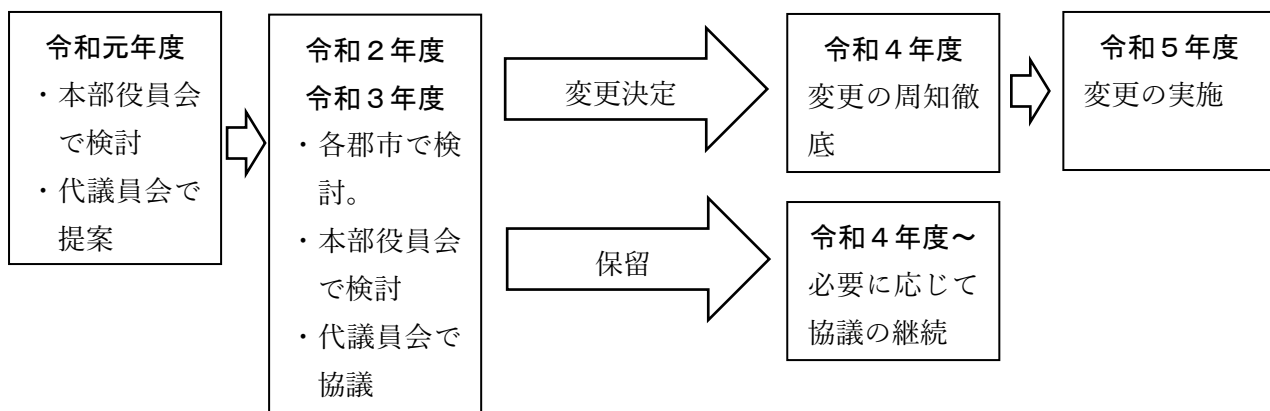 令和元年度
・本部役員会
で検討
・代議員会で
提案
令和２年度
令和３年度
・各郡市で検
討。
・本部役員会
で検討
・代議員会で
協議
変更決定
保留
令和４年度
変更の周知徹
底
令和５年度
変更の実施
令和４年度～
必要に応じて
協議の継続